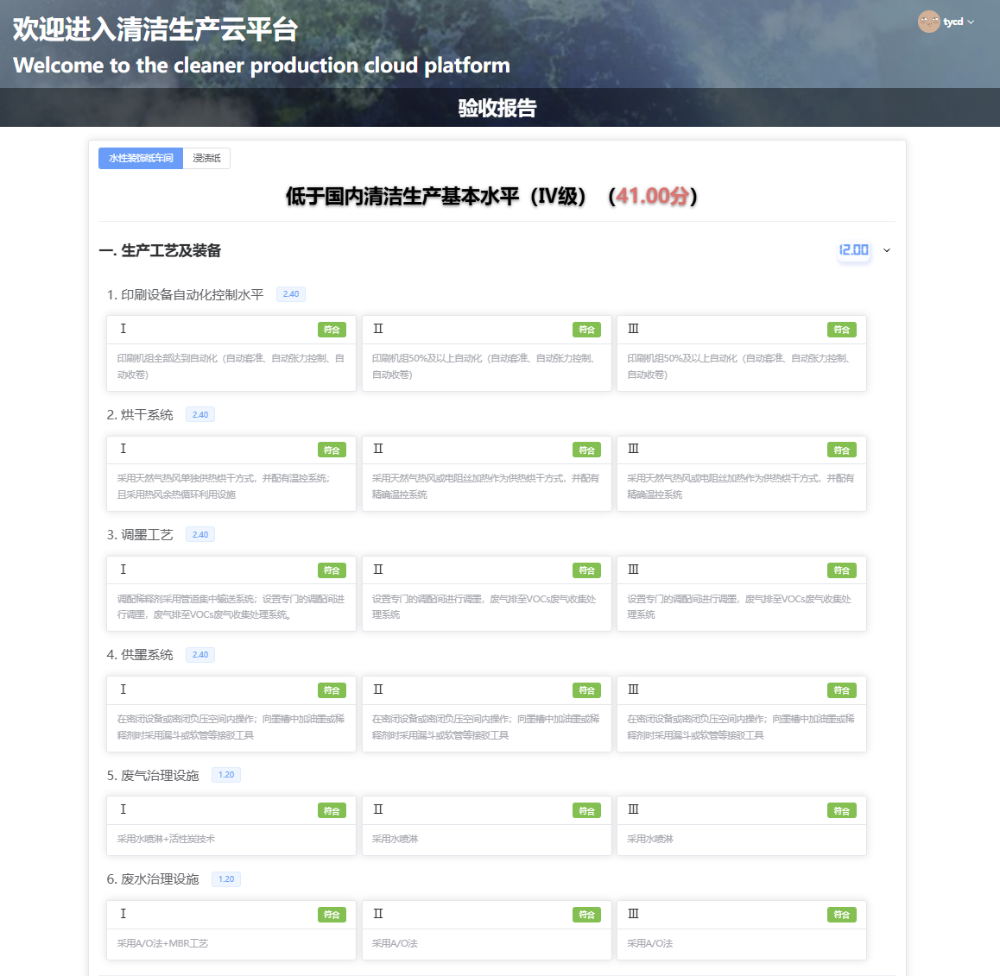 欢迎进入清洁生产云平台
tycd
Welcome to the cleaner production cloud platform
验收报告
水性装饰纸车间
浸渍纸
低于国内清洁生产基本水平（Ⅳ级）（41.00分）
一. 生产工艺及装备
12.00
1. 印刷设备自动化控制水平 2.40
Ⅰ 符合
印刷机组全部达到自动化（自动套准、自动张力控制、自
动收卷）
Ⅱ 符合
印刷机组50%及以上自动化（自动套准、自动张力控制、
自动收卷）
Ⅲ 符合
印刷机组50%及以上自动化（自动套准、自动张力控制、
自动收卷）
2. 烘干系统 2.40
Ⅰ 符合
采用天然气热风单独供热烘干方式，并配有温控系统；
且采用热风余热循环利用设施
Ⅱ 符合
采用天然气热风或电阻丝加热作为供热烘干方式，并配有
精确温控系统
Ⅲ 符合
采用天然气热风或电阻丝加热作为供热烘干方式，并配有
精确温控系统
3. 调墨工艺 2.40
Ⅰ 符合
调配稀释剂采用管道集中输送系统；设置专门的调配间进
行调墨，废气排至VOCs废气收集处理系统。
Ⅱ 符合
设置专门的调配间进行调墨，废气排至VOCs废气收集处
理系统
Ⅲ 符合
设置专门的调配间进行调墨，废气排至VOCs废气收集处
理系统
4. 供墨系统 2.40
Ⅰ 符合
在密闭设备或密闭负压空间内操作；向墨槽中加油墨或稀
释剂时采用漏斗或软管等接驳工具
Ⅱ 符合
在密闭设备或密闭负压空间内操作；向墨槽中加油墨或稀
释剂时采用漏斗或软管等接驳工具
Ⅲ 符合
在密闭设备或密闭负压空间内操作；向墨槽中加油墨或稀
释剂时采用漏斗或软管等接驳工具
5. 废气治理设施 1.20
Ⅰ 符合
采用水喷淋+活性炭技术
Ⅱ 符合
采用水喷淋
Ⅲ 符合
采用水喷淋
6. 废水治理设施 1.20
Ⅰ 符合
采用A/O法+MBR工艺
Ⅱ 符合
采用A/O法
Ⅲ 符合
采用A/O法